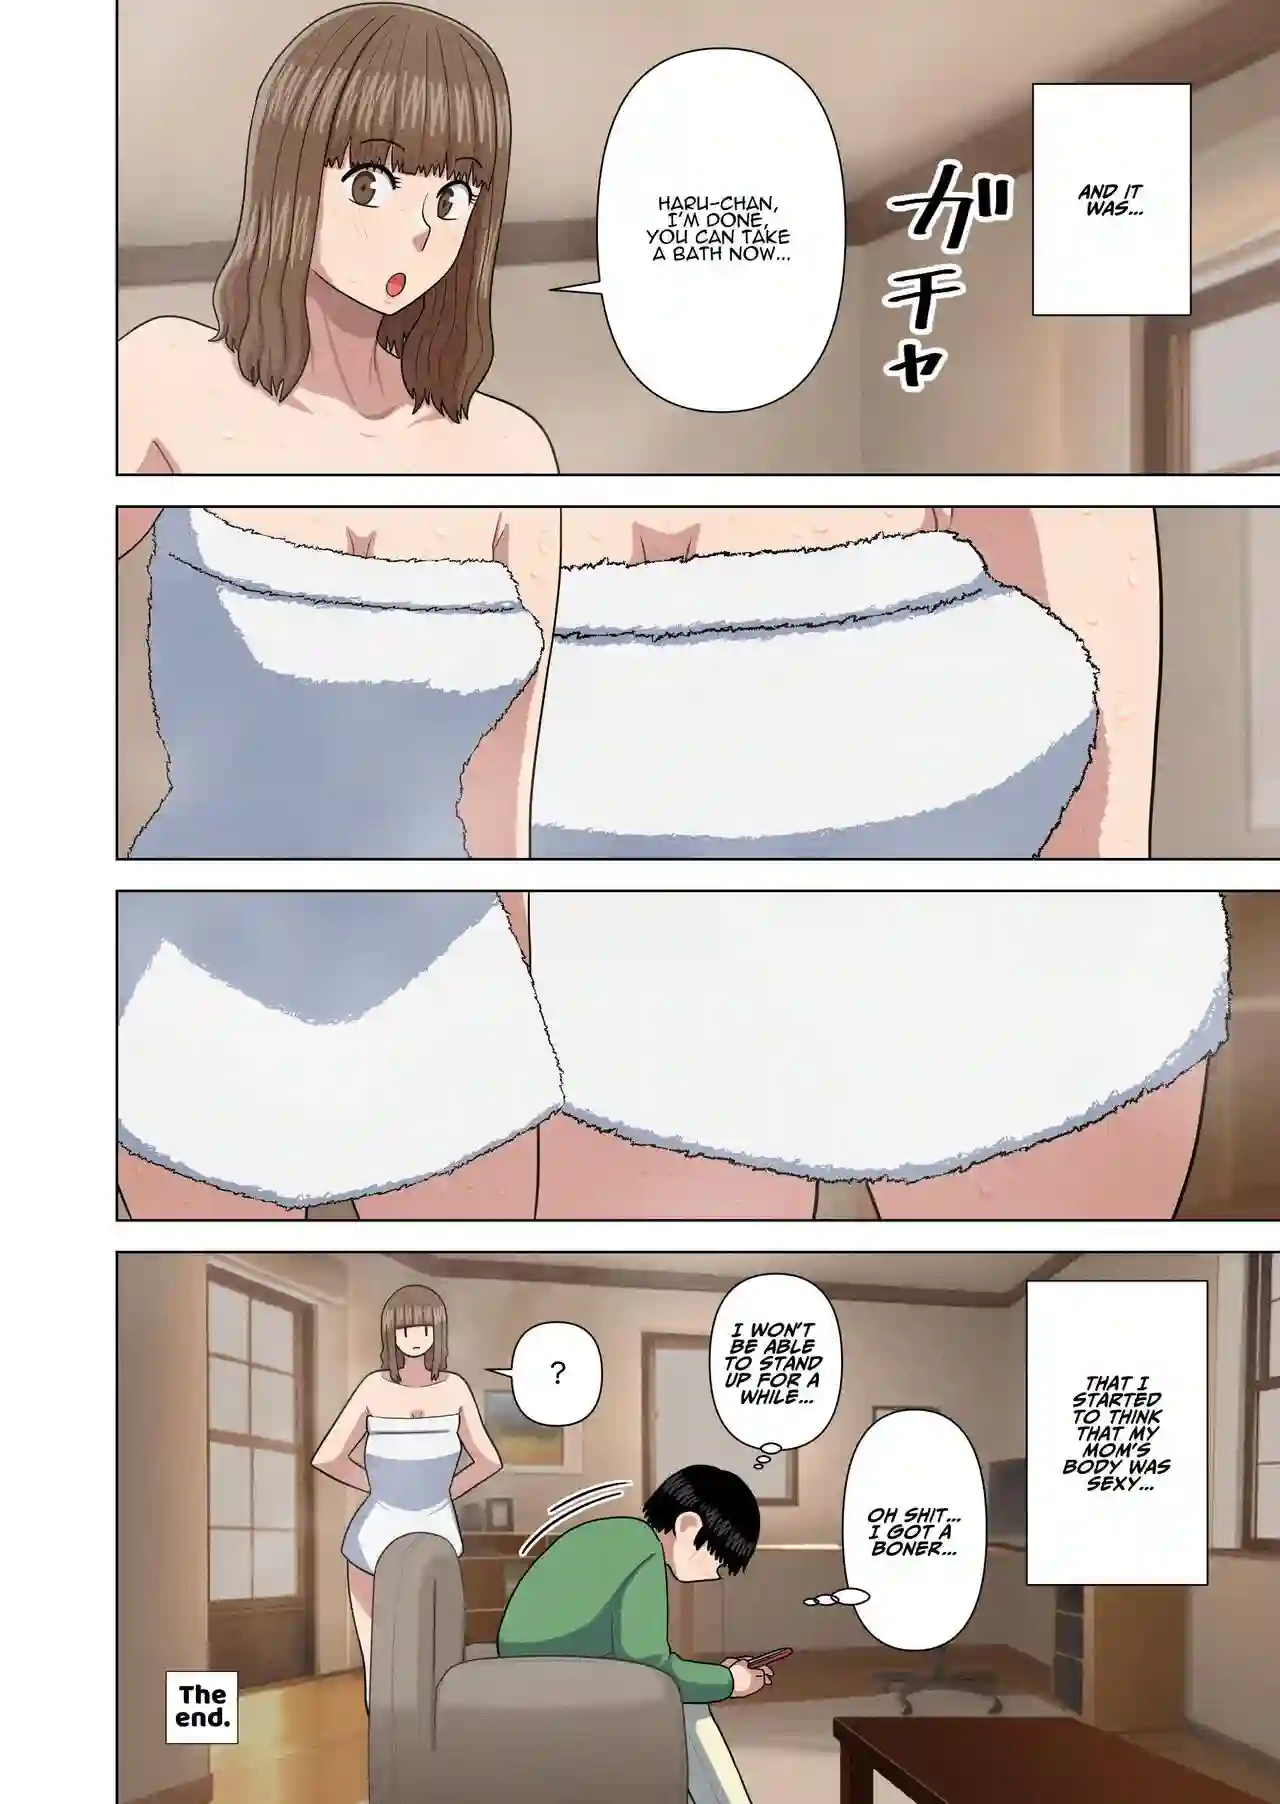 AND IT
WAS...
ガチャ
HARU-CHAN,
I'M DONE,
YOU CAN TAKE
A BATH NOW...
THAT I
STARTED
TO THINK
THAT MY
MOM'S
BODY WAS
SEXY...
OH SHIT...
I GOT A
BONER...
I WON'T
BE ABLE
TO STAND
UP FOR A
WHILE...
?
The
end.